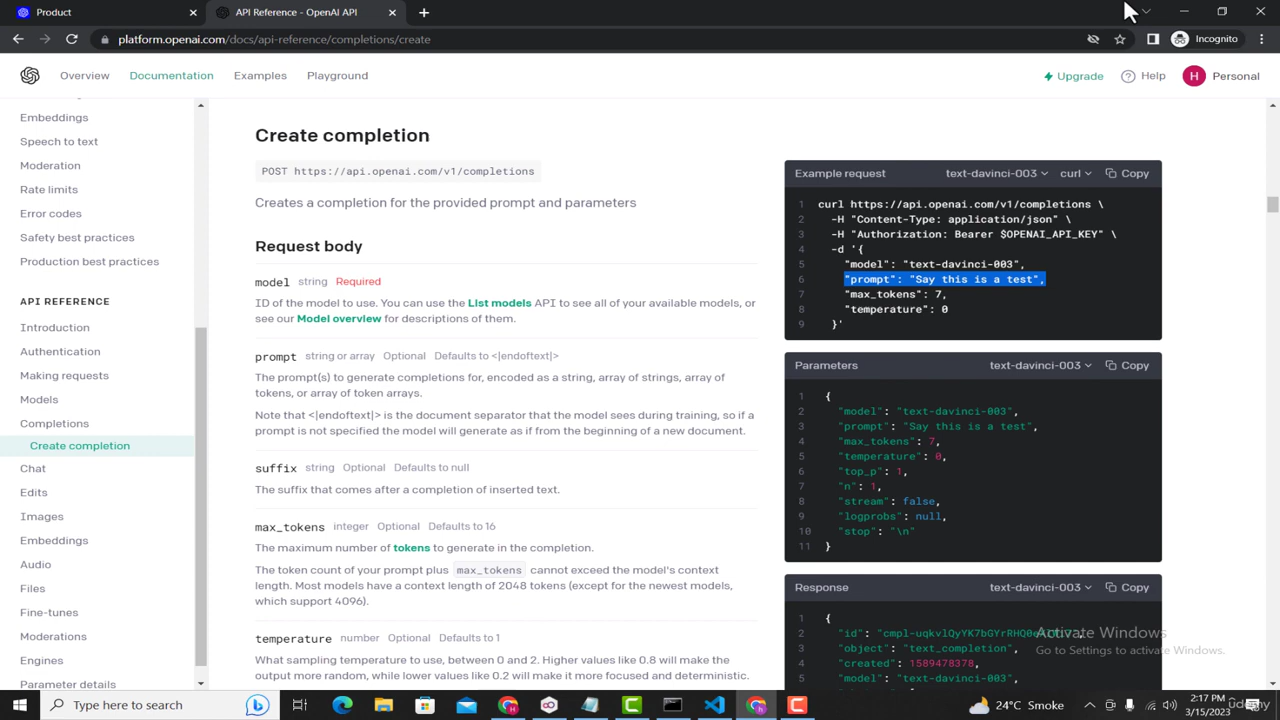 Product
API Reference - OpenAI API
platform.openai.com/docs/api-reference/completions/create
Incognito
Overview
Documentation
Examples
Playground
Upgrade
Help
H
Personal
Embeddings
Speech to text
Moderation
Rate limits
Error codes
Safety best practices
Production best practices
API REFERENCE
Introduction
Authentication
Making requests
Models
Completions
Create completion
Chat
Edits
Images
Embeddings
Audio
Files
Fine-tunes
Moderations
Engines
Parameter details
Create completion
POST https://api.openai.com/v1/completions
Creates a completion for the provided prompt and parameters
Request body
model string Required
ID of the model to use. You can use the List models API to see all of your available models, or
see our Model overview for descriptions of them.
prompt string or array Optional Defaults to <|endoftext|>
The prompt(s) to generate completions for, encoded as a string, array of strings, array of
tokens, or array of token arrays.
Note that <|endoftext|> is the document separator that the model sees during training, so if a
prompt is not specified the model will generate as if from the beginning of a new document.
suffix string Optional Defaults to null
The suffix that comes after a completion of inserted text.
max_tokens integer Optional Defaults to 16
The maximum number of tokens to generate in the completion.
The token count of your prompt plus max_tokens cannot exceed the model's context
length. Most models have a context length of 2048 tokens (except for the newest models,
which support 4096).
temperature number Optional Defaults to 1
What sampling temperature to use, between 0 and 2. Higher values like 0.8 will make the
output more random, while lower values like 0.2 will make it more focused and deterministic.
Example request text-davinci-003 curl Copy
1 curl https://api.openai.com/v1/completions \
2 -H "Content-Type: application/json" \
3 -H "Authorization: Bearer $OPENAI_API_KEY" \
4 -d '{
5 "model": "text-davinci-003",
6 "prompt": "Say this is a test",
7 "max_tokens": 7,
8 "temperature": 0
9 }'
Parameters text-davinci-003 Copy
1 {
2 "model": "text-davinci-003",
3 "prompt": "Say this is a test",
4 "max_tokens": 7,
5 "temperature": 0,
6 "top_p": 1,
7 "n": 1,
8 "stream": false,
9 "logprobs": null,
10 "stop": "\n"
11 }
Response text-davinci-003 Copy
1 {
2 "id":
3 "object": "text_completion",
4 "created": 1589478378,
5 "model": "text-davinci-003",
Activate Windows
Go to Settings to activate Windows.
Type here to search
24°C Smoke
2:17 PM
3/15/2023
Udemy